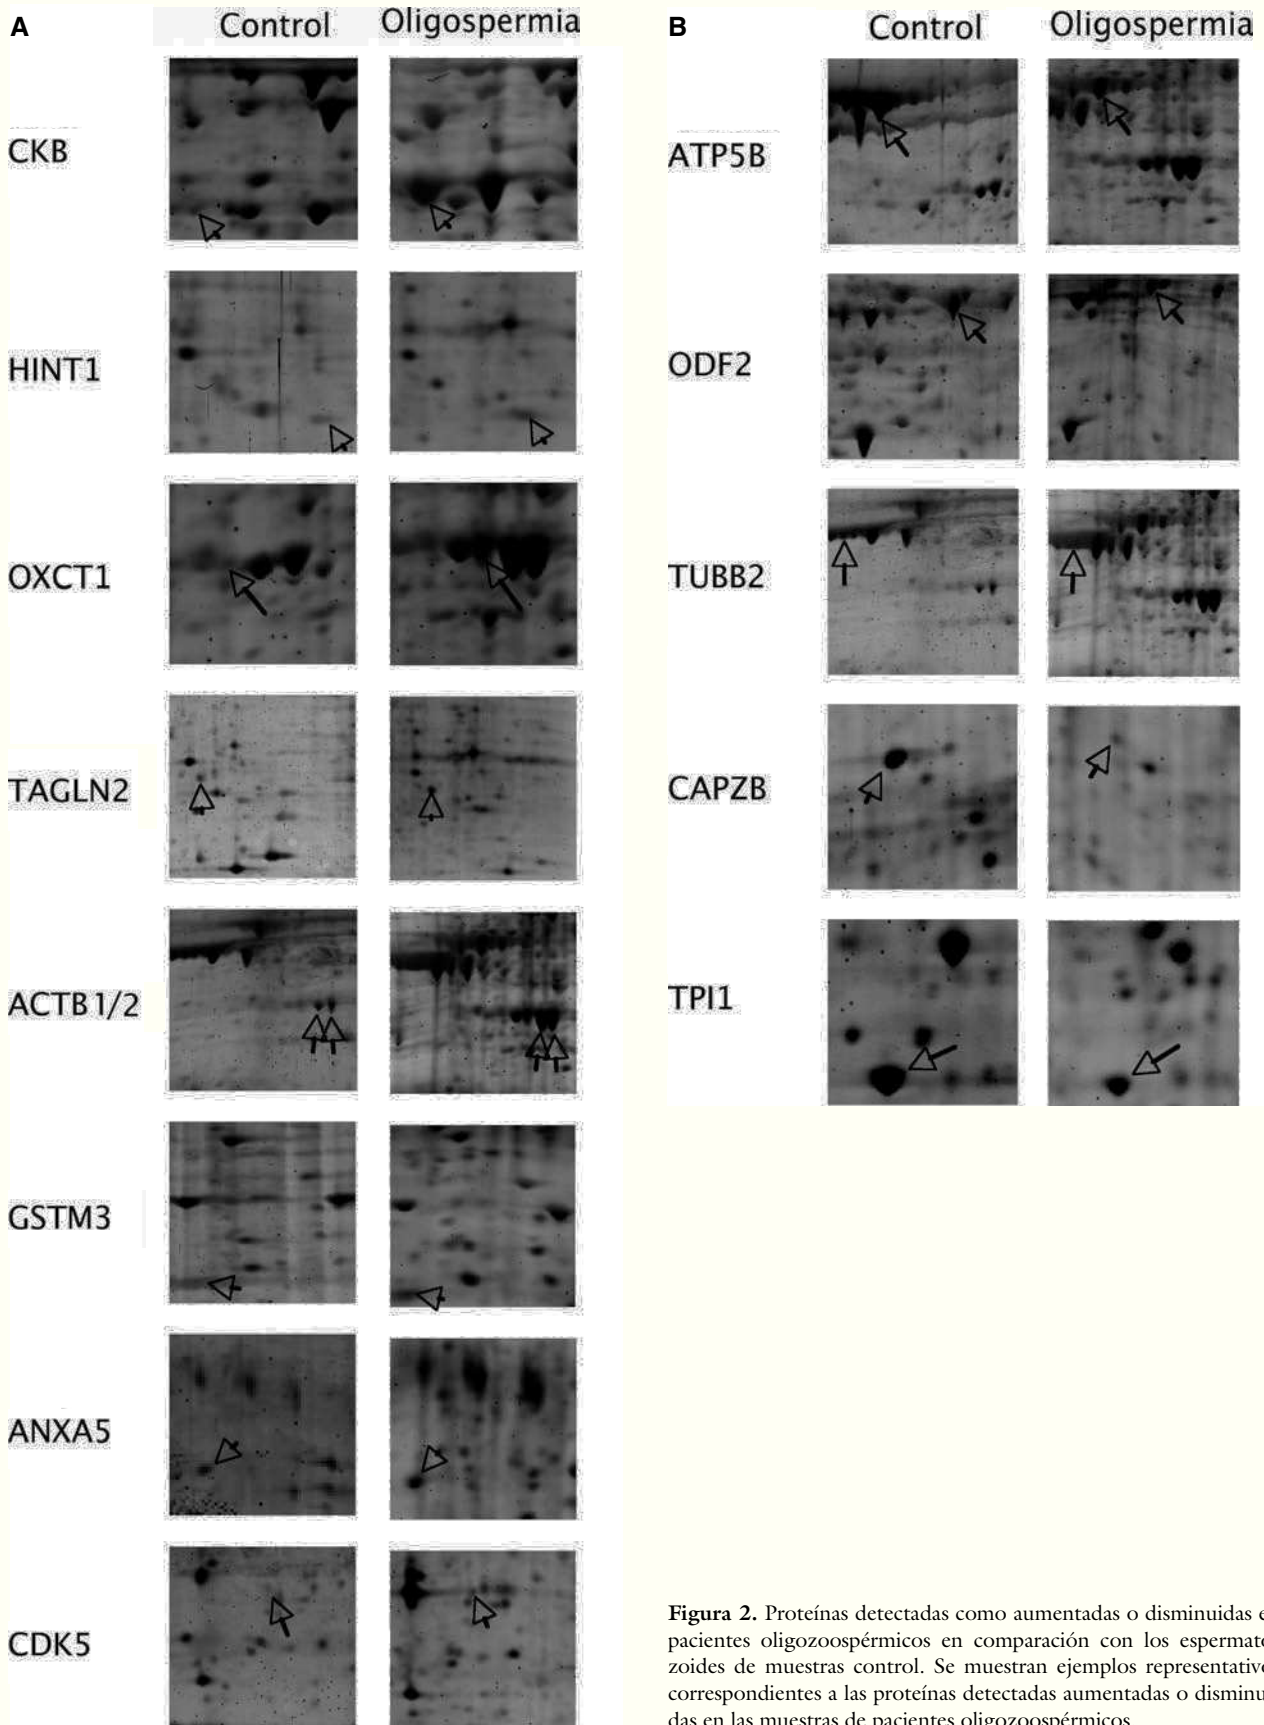 A
Control Oligospermia
CKB
HINT1
OXCT1
TAGLN2
ACTB 1/2
GSTM3
ANXA5
CDK5
B
Control Oligospermia
ATP5B
ODF2
TUBB2
CAPZB
TPI1
Figura 2. Proteínas detectadas como aumentadas o disminuidas e
pacientes oligozoospérmicos en comparación con los espermato
zoides de muestras control. Se muestran ejemplos representativo
correspondientes a las proteínas detectadas aumentadas o disminu
das en las muestras de pacientes oligozoospérmicos